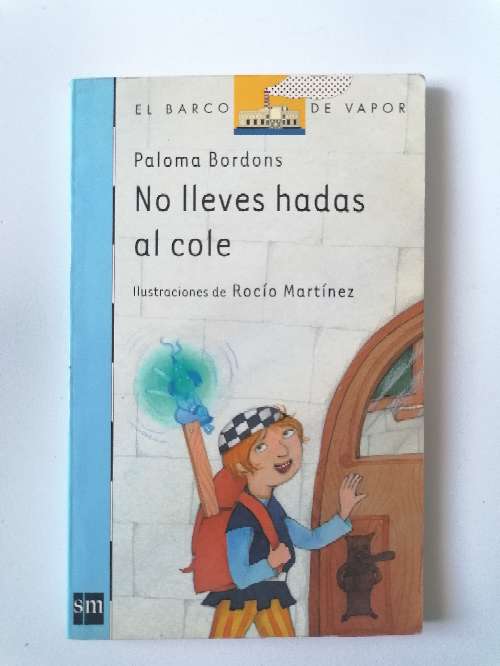 EL BARCO DE VAPOR
Paloma Bordons
No lleves hadas
al cole
Ilustraciones de Rocío Martínez
sm